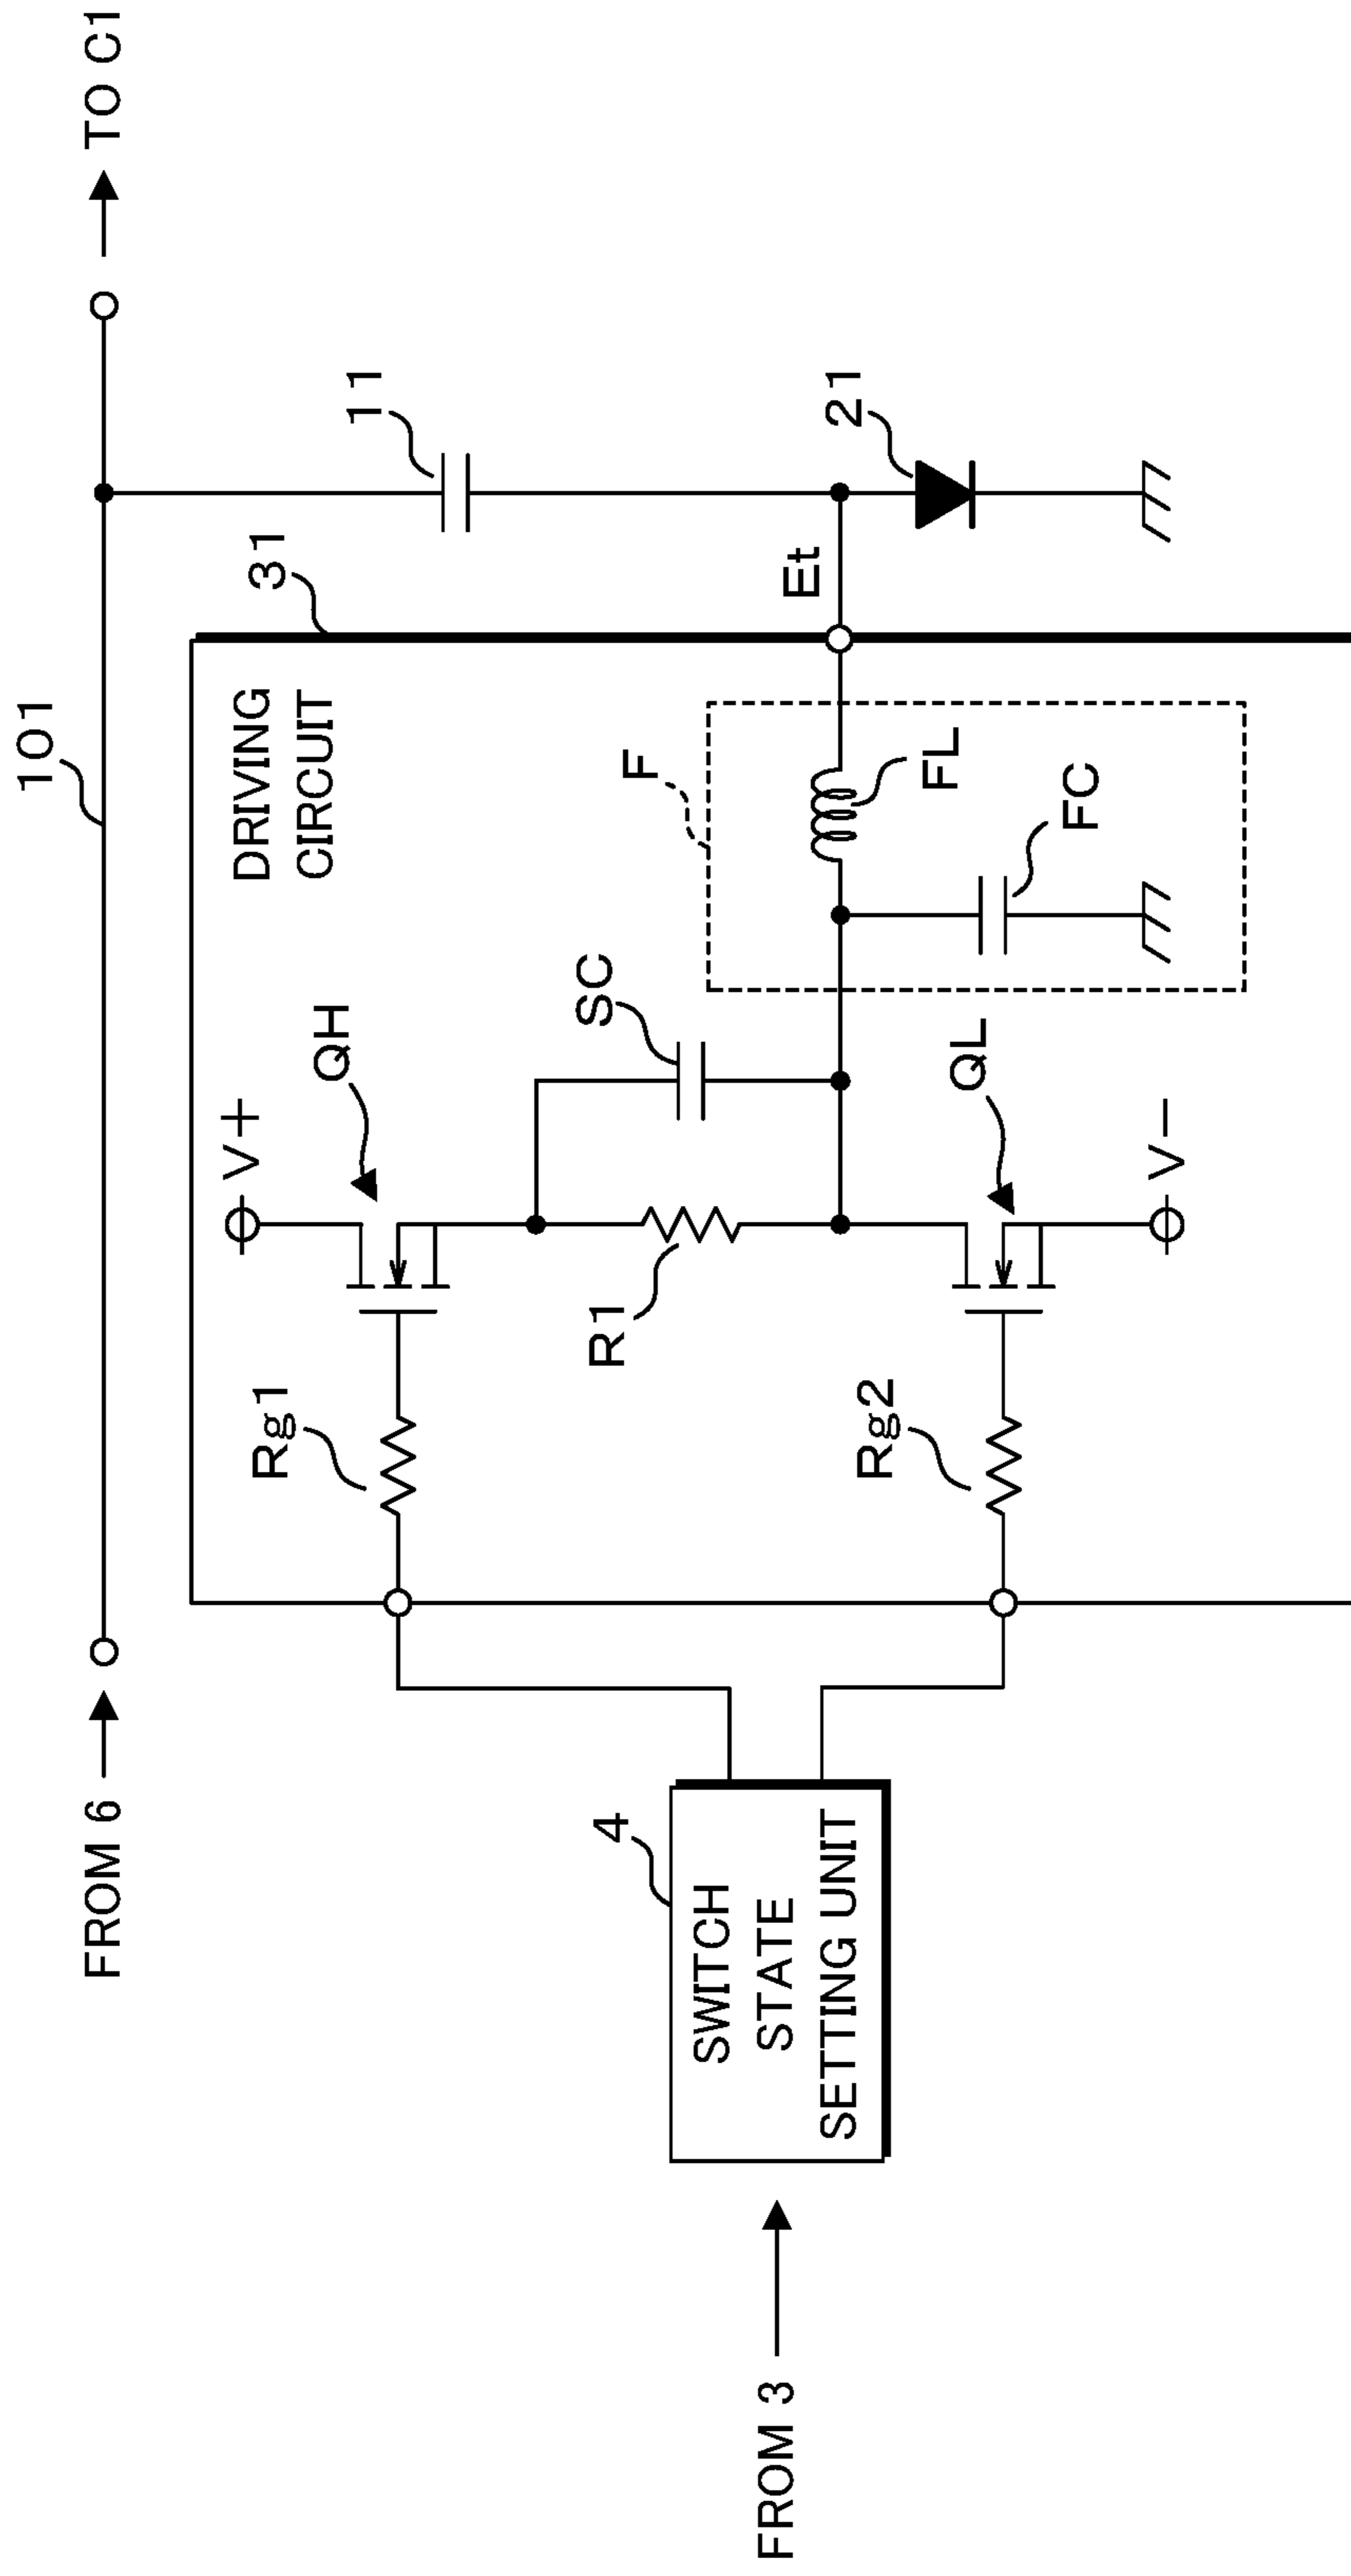 101
FROM 6
TO C1
31
11
DRIVING
CIRCUIT
V+
QH
Rg1
SC
R1
F
FL
FC
Et
21
4
SWITCH
STATE
SETTING UNIT
FROM 3
Rg2
QL
V−